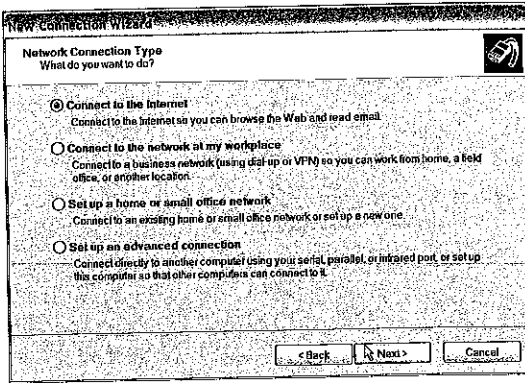 New Connection Wizard
Network Connection Type
What do you want to do?
Connect to the Internet
Connect to the Internet so you can browse the Web and read email.
Connect to the network at my workplace
Connect to a business network (using dial-up or VPN) so you can work from home, a field
office, or another location.
Set up a home or small office network
Connect to an existing home or small office network or set up a new one.
Set up an advanced connection
Connect directly to another computer using your serial, parallel, or infrared port, or set up
this computer so that other computers can connect to it.
< Back
Next >
Cancel